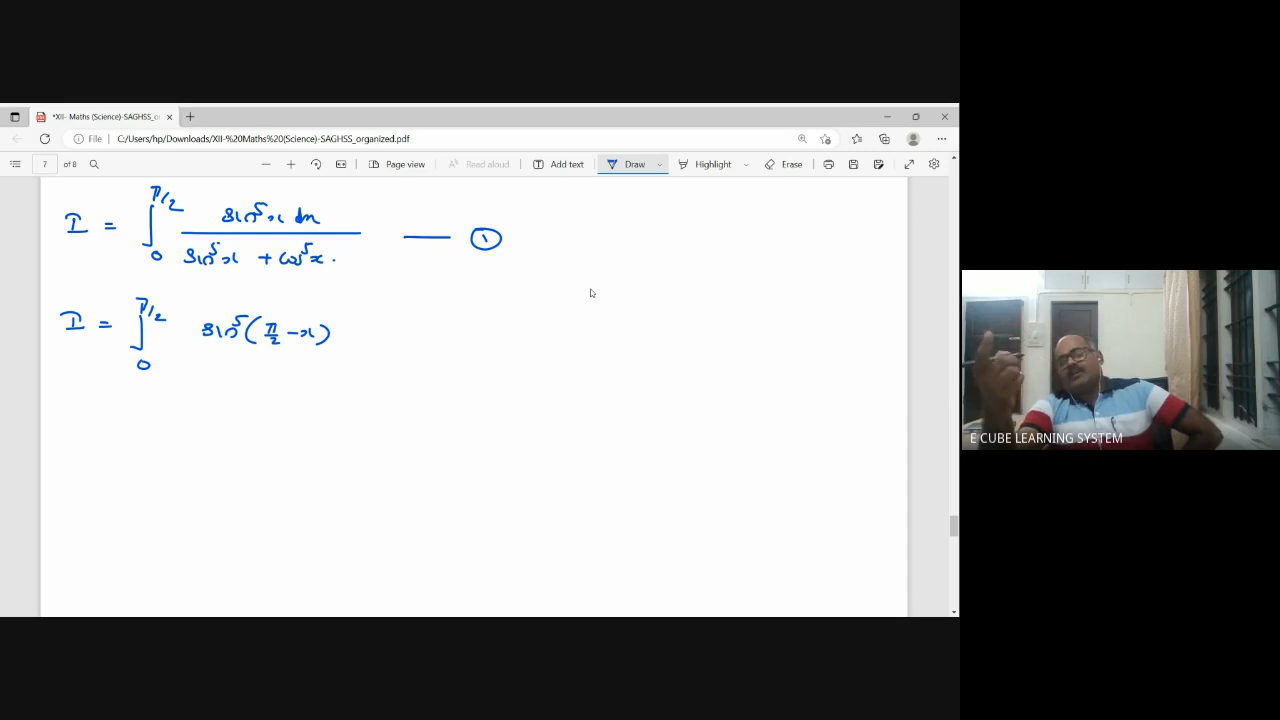 *XII- Maths (Science)-SAGHSS_o
File C:/Users/hp/Downloads/XII-%20Maths%20(Science)-SAGHSS_organized.pdf
7 of 8 Page view Read aloud Add text Draw Highlight Erase
I = ∫₀^(π/2) sin⁵x dx / (sin⁵x + cos⁵x) —— ①
I = ∫₀^(π/2) sin⁵(π/2 − x)
E CUBE LEARNING SYSTEM